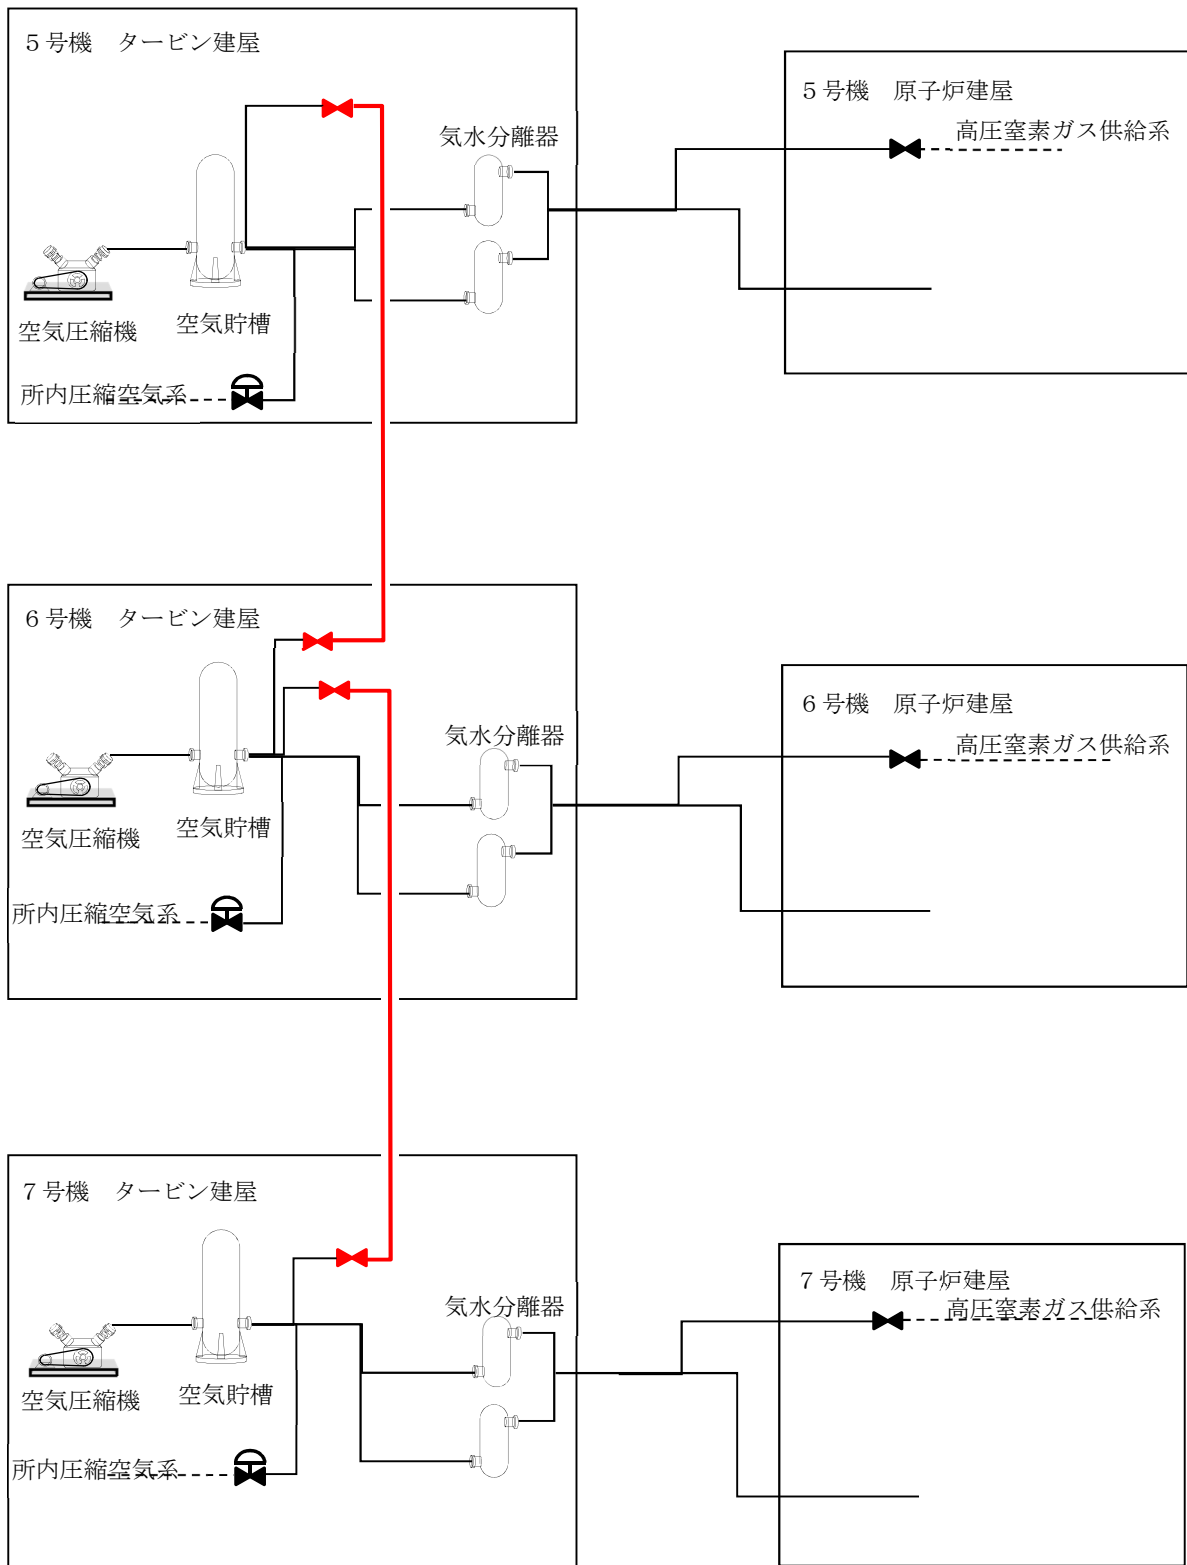 ５号機　タービン建屋
５号機　原子炉建屋
高圧窒素ガス供給系
気水分離器
空気圧縮機
空気貯槽
所内圧縮空気系
６号機　タービン建屋
６号機　原子炉建屋
高圧窒素ガス供給系
気水分離器
空気圧縮機
空気貯槽
所内圧縮空気系
７号機　タービン建屋
７号機　原子炉建屋
高圧窒素ガス供給系
気水分離器
空気圧縮機
空気貯槽
所内圧縮空気系